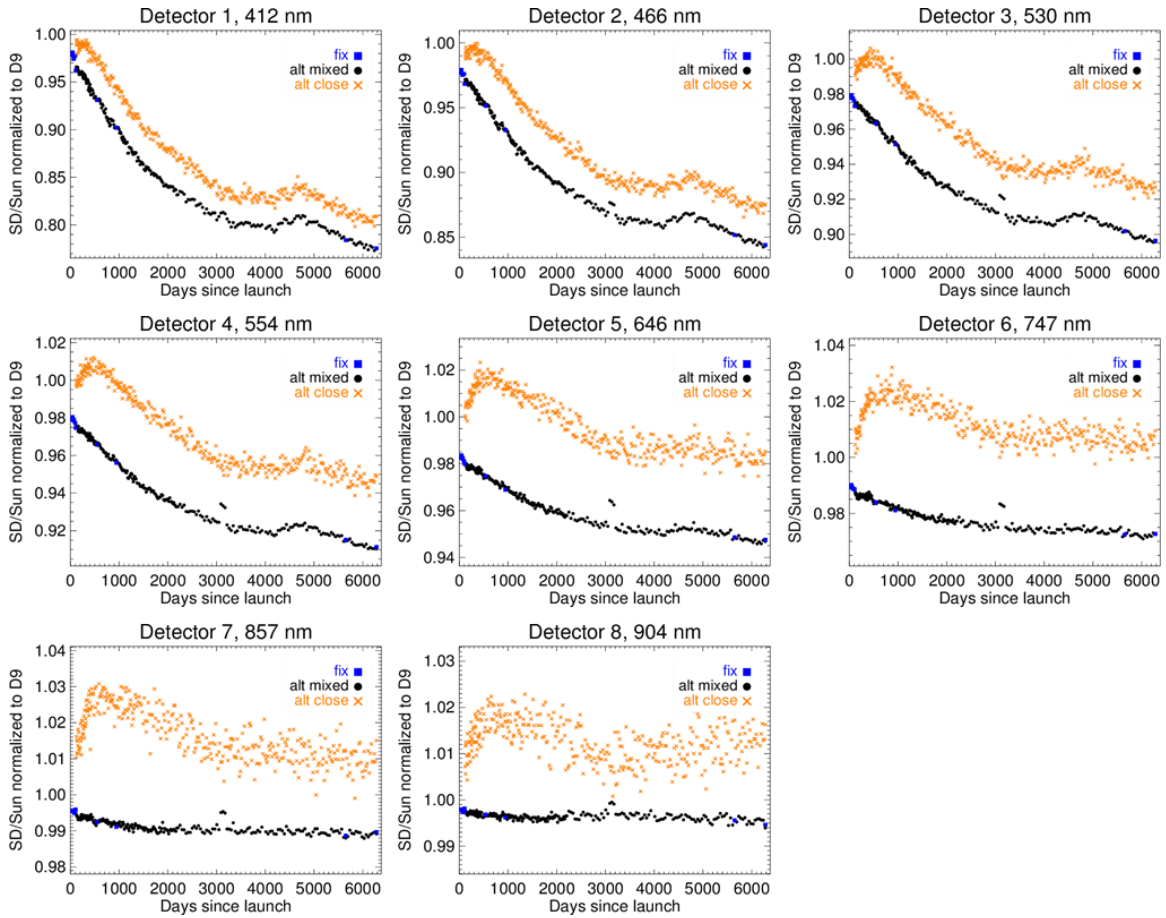 Detector 1, 412 nm
SD/Sun normalized to D9
1.00
0.95
0.90
0.85
0.80
fix
alt mixed
alt close
0 1000 2000 3000 4000 5000 6000
Days since launch
Detector 2, 466 nm
SD/Sun normalized to D9
1.00
0.95
0.90
0.85
fix
alt mixed
alt close
0 1000 2000 3000 4000 5000 6000
Days since launch
Detector 3, 530 nm
SD/Sun normalized to D9
1.00
0.98
0.96
0.94
0.92
0.90
fix
alt mixed
alt close
0 1000 2000 3000 4000 5000 6000
Days since launch
Detector 4, 554 nm
SD/Sun normalized to D9
1.02
1.00
0.98
0.96
0.94
0.92
fix
alt mixed
alt close
0 1000 2000 3000 4000 5000 6000
Days since launch
Detector 5, 646 nm
SD/Sun normalized to D9
1.02
1.00
0.98
0.96
0.94
fix
alt mixed
alt close
0 1000 2000 3000 4000 5000 6000
Days since launch
Detector 6, 747 nm
SD/Sun normalized to D9
1.04
1.02
1.00
0.98
fix
alt mixed
alt close
0 1000 2000 3000 4000 5000 6000
Days since launch
Detector 7, 857 nm
SD/Sun normalized to D9
1.04
1.03
1.02
1.01
1.00
0.99
0.98
fix
alt mixed
alt close
0 1000 2000 3000 4000 5000 6000
Days since launch
Detector 8, 904 nm
SD/Sun normalized to D9
1.03
1.02
1.01
1.00
0.99
fix
alt mixed
alt close
0 1000 2000 3000 4000 5000 6000
Days since launch